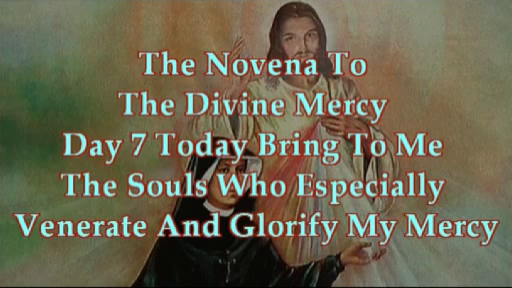 The Novena To
The Divine Mercy
Day 7 Today Bring To Me
The Souls Who Especially
Venerate And Glorify My Mercy